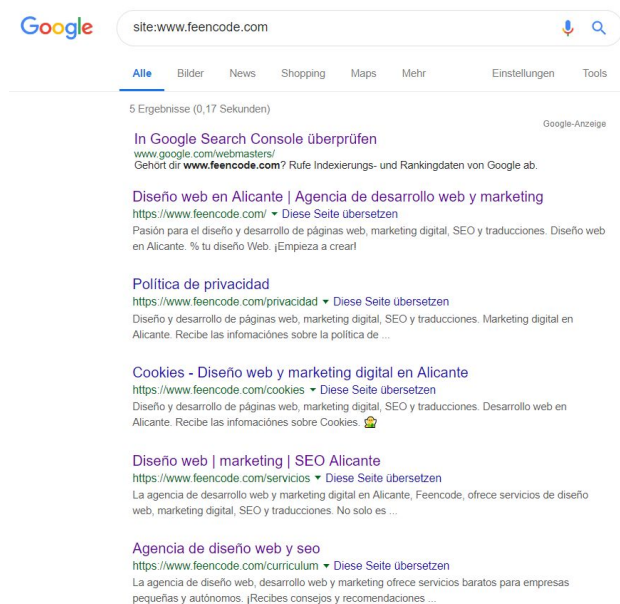 Google
site:www.feencode.com
Alle Bilder News Shopping Maps Mehr Einstellungen Tools
5 Ergebnisse (0,17 Sekunden)
Google-Anzeige
In Google Search Console überprüfen
www.google.com/webmasters/
Gehört dir www.feencode.com? Rufe Indexierungs- und Rankingdaten von Google ab.
Diseño web en Alicante | Agencia de desarrollo web y marketing
https://www.feencode.com/ ▼ Diese Seite übersetzen
Pasión para el diseño y desarrollo de páginas web, marketing digital, SEO y traducciones. Diseño web
en Alicante. % tu diseño Web. ¡Empieza a crear!
Política de privacidad
https://www.feencode.com/privacidad ▼ Diese Seite übersetzen
Diseño y desarrollo de páginas web, marketing digital, SEO y traducciones. Marketing digital en
Alicante. Recibe las infomaciónes sobre la política de ...
Cookies - Diseño web y marketing digital en Alicante
https://www.feencode.com/cookies ▼ Diese Seite übersetzen
Diseño y desarrollo de páginas web, marketing digital, SEO y traducciones. Desarrollo web en
Alicante. Recibe las infomaciónes sobre Cookies.
Diseño web | marketing | SEO Alicante
https://www.feencode.com/servicios ▼ Diese Seite übersetzen
La agencia de desarrollo web y marketing digital en Alicante, Feencode, ofrece servicios de diseño
web, marketing digital, SEO y traducciones. No solo es ...
Agencia de diseño web y seo
https://www.feencode.com/curriculum ▼ Diese Seite übersetzen
La agencia de diseño web, desarrollo web y marketing ofrece servicios baratos para empresas
pequeñas y autónomos. ¡Recibes consejos y recomendaciones ...